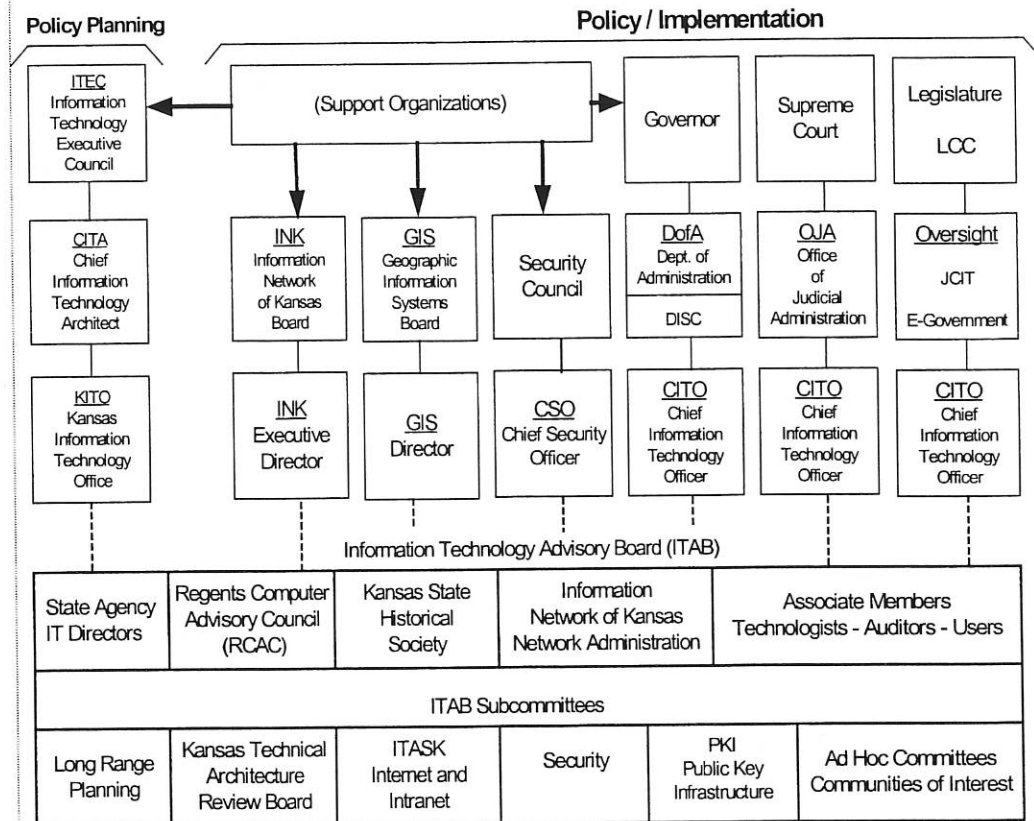 Policy Planning
Policy / Implementation
ITEC
Information
Technology
Executive
Council
(Support Organizations)
Governor
Supreme
Court
Legislature
LCC
CITA
Chief
Information
Technology
Architect
INK
Information
Network
of Kansas
Board
GIS
Geographic
Information
Systems
Board
Security
Council
DofA
Dept. of
Administration
DISC
OJA
Office
of
Judicial
Administration
Oversight
JCIT
E-Government
KITO
Kansas
Information
Technology
Office
INK
Executive
Director
GIS
Director
CSO
Chief Security
Officer
CITO
Chief
Information
Technology
Officer
CITO
Chief
Information
Technology
Officer
CITO
Chief
Information
Technology
Officer
Information Technology Advisory Board (ITAB)
State Agency
IT Directors
Regents Computer
Advisory Council
(RCAC)
Kansas State
Historical
Society
Information
Network of Kansas
Network Administration
Associate Members
Technologists - Auditors - Users
ITAB Subcommittees
Long Range
Planning
Kansas Technical
Architecture
Review Board
ITASK
Internet and
Intranet
Security
PKI
Public Key
Infrastructure
Ad Hoc Committees
Communities of Interest